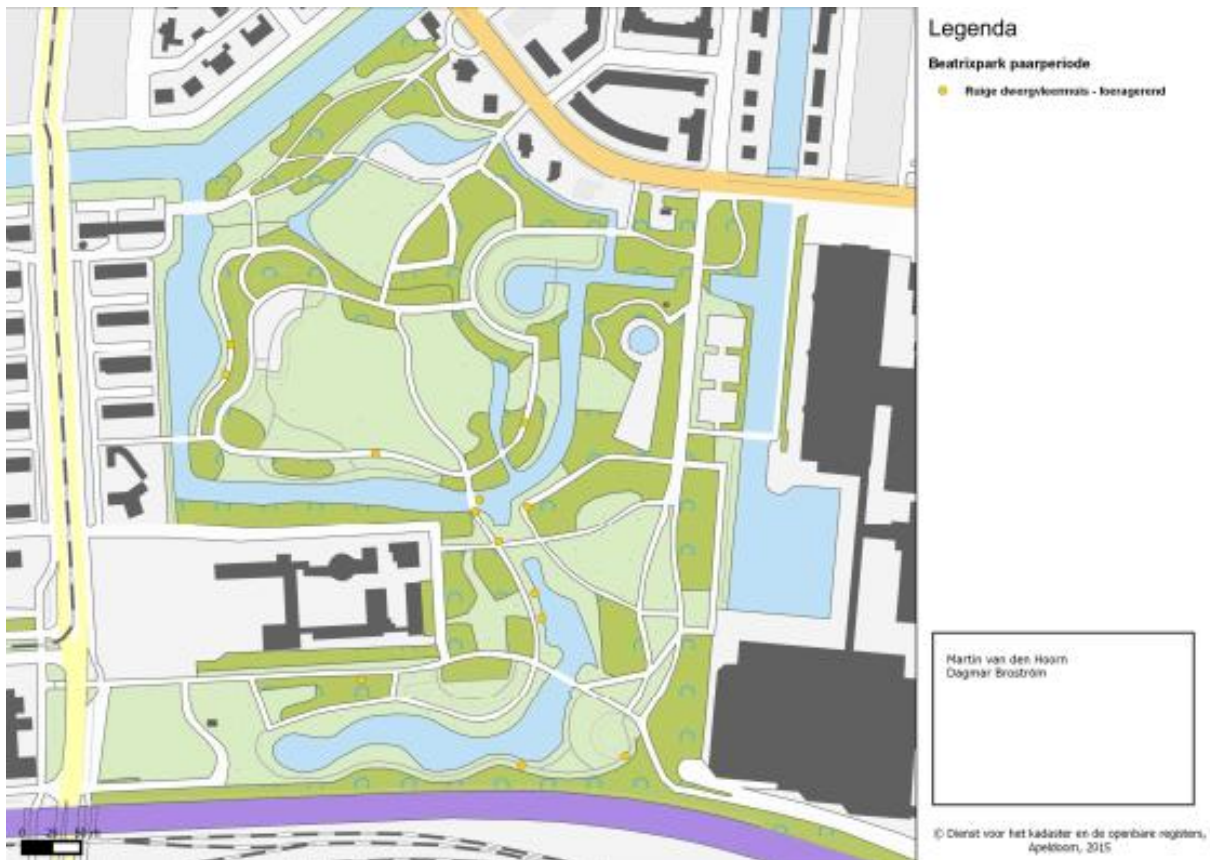 Legenda
Beatrixpark paarperiode
Ruige dwergvleermuis - foeragerend
Martin van den Hoorn
Dagmar Broström
© Dienst voor het kadaster en de openbare registers,
Apeldoorn, 2015
0